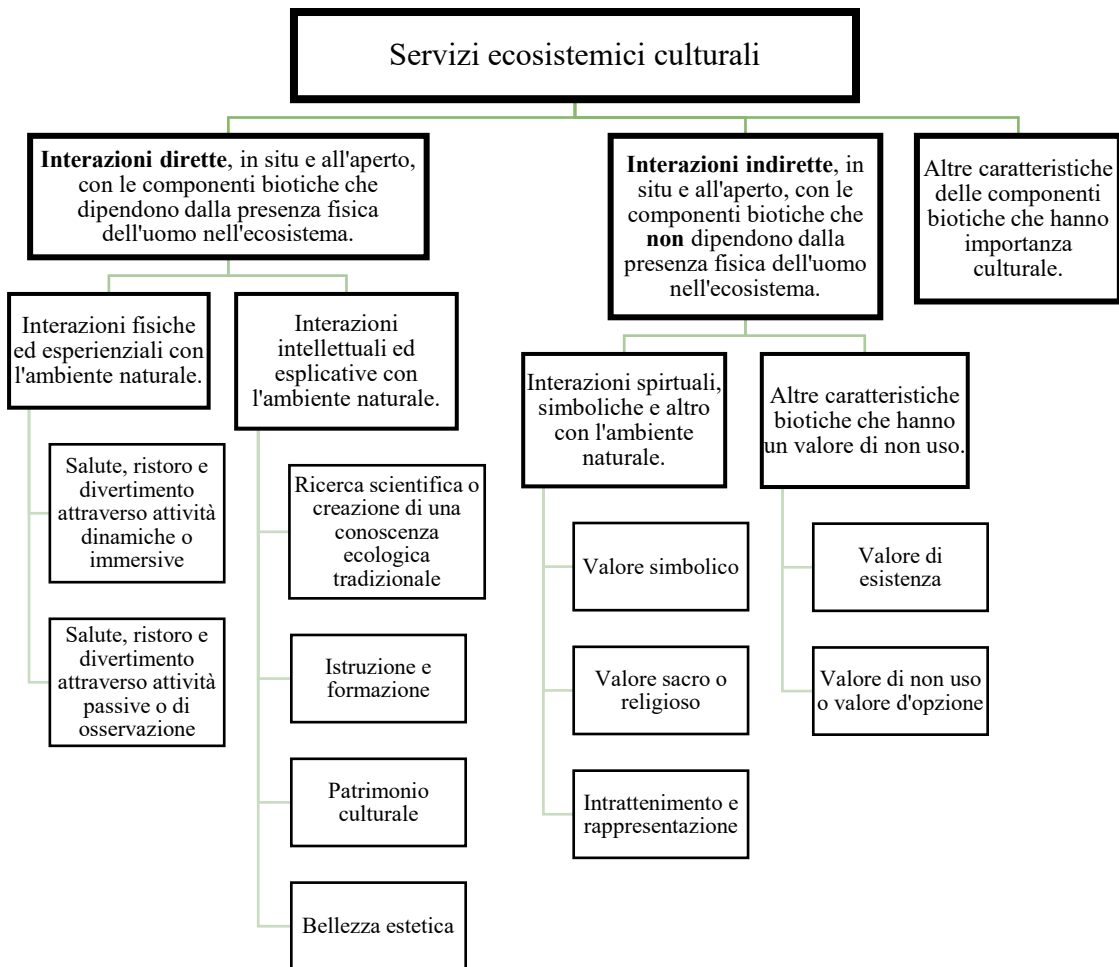 Servizi ecosistemici culturali
Interazioni dirette, in situ e all'aperto,
con le componenti biotiche che
dipendono dalla presenza fisica
dell'uomo nell'ecosistema.
Interazioni indirette, in
situ e all'aperto, con le
componenti biotiche che
non dipendono dalla
presenza fisica dell'uomo
nell'ecosistema.
Altre caratteristiche
delle componenti
biotiche che hanno
importanza
culturale.
Interazioni fisiche
ed esperienziali con
l'ambiente naturale.
Interazioni
intellettuali ed
esplicative con
l'ambiente naturale.
Interazioni spirtuali,
simboliche e altro
con l'ambiente
naturale.
Altre caratteristiche
biotiche che hanno
un valore di non uso.
Salute, ristoro e
divertimento
attraverso attività
dinamiche o
immersive
Salute, ristoro e
divertimento
attraverso attività
passive o di
osservazione
Ricerca scientifica o
creazione di una
conoscenza
ecologica
tradizionale
Istruzione e
formazione
Patrimonio
culturale
Bellezza estetica
Valore simbolico
Valore sacro o
religioso
Intrattenimento e
rappresentazione
Valore di
esistenza
Valore di non uso
o valore d'opzione